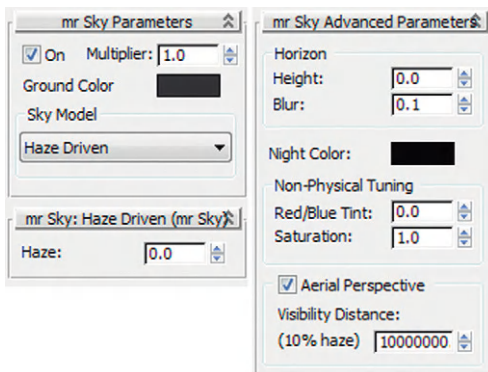 mr Sky Parameters
On Multiplier: 1.0
Ground Color
Sky Model
Haze Driven
mr Sky: Haze Driven (mr Sky)
Haze: 0.0
mr Sky Advanced Parameters
Horizon
Height: 0.0
Blur: 0.1
Night Color:
Non-Physical Tuning
Red/Blue Tint: 0.0
Saturation: 1.0
Aerial Perspective
Visibility Distance:
(10% haze) 10000000.